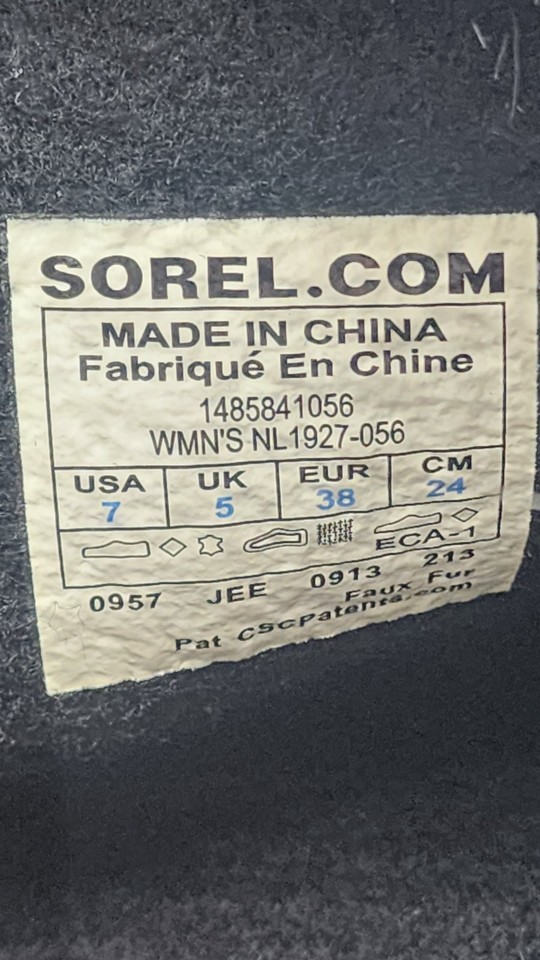 SOREL.COM
MADE IN CHINA
Fabriqué En Chine
1485841056
WMN'S NL1927-056
USA UK EUR CM
7 5 38 24
ECA-1
0957 JEE 0913 213
Faux Fur
Pat CSCPatents.com